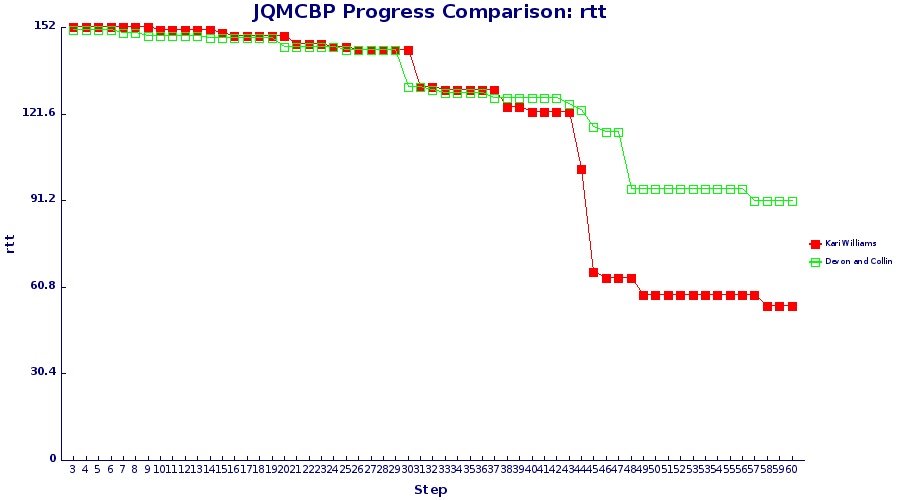 JQMCBP Progress Comparison: rtt
152
121.6
91.2
60.8
30.4
0
rtt
3 4 5 6 7 8 9 10 11 12 13 14 15 16 17 18 19 20 21 22 23 24 25 26 27 28 29 30 31 32 33 34 35 36 37 38 39 40 41 42 43 44 45 46 47 48 49 50 51 52 53 54 55 56 57 58 59 60
Step
Kari Williams
Devon and Collin